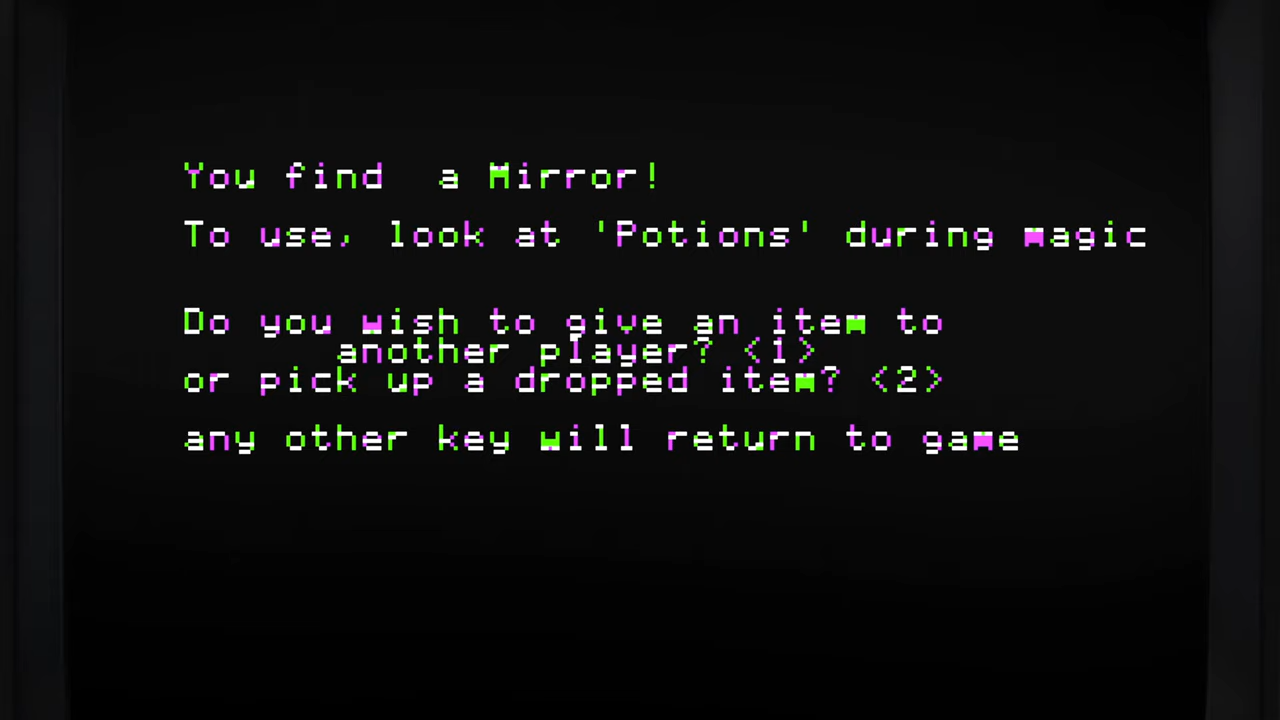 You find  a Mirror!
To use, look at 'Potions' during magic
Do you wish to give an item to
another player? <1>
or pick up a dropped item? <2>
any other key will return to game